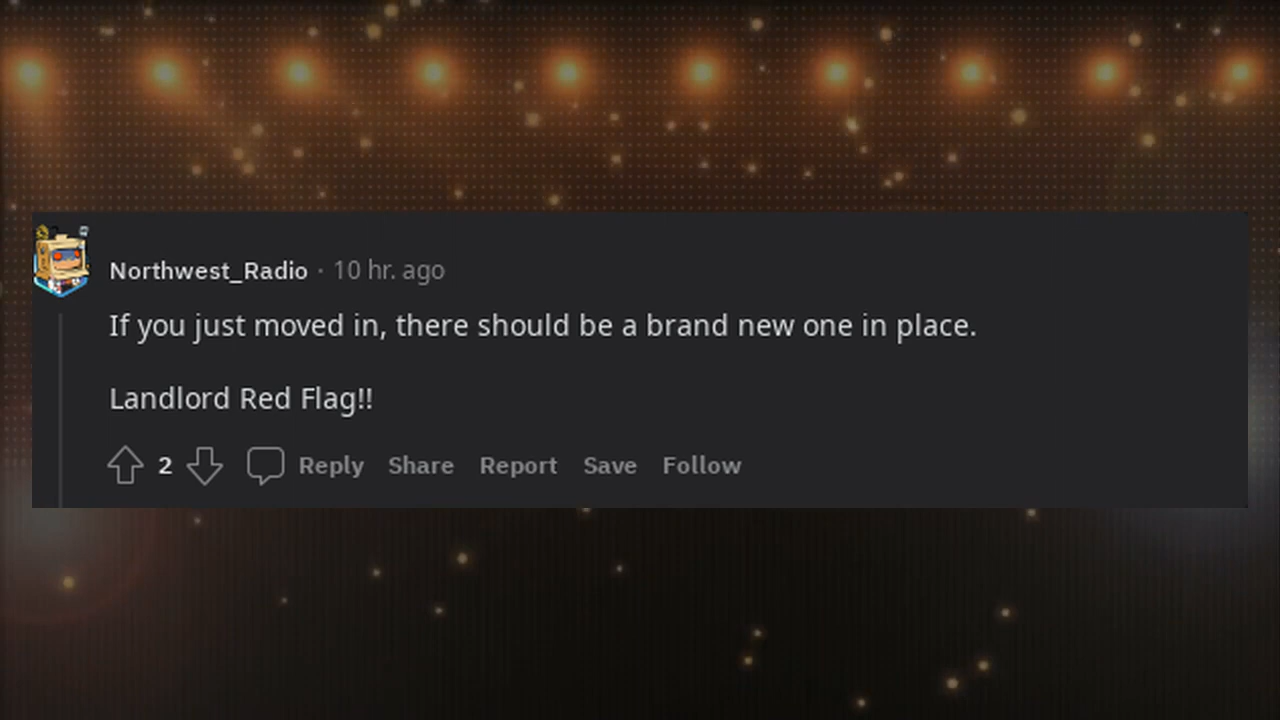 Northwest_Radio · 10 hr. ago
If you just moved in, there should be a brand new one in place.
Landlord Red Flag!!
2 Reply Share Report Save Follow